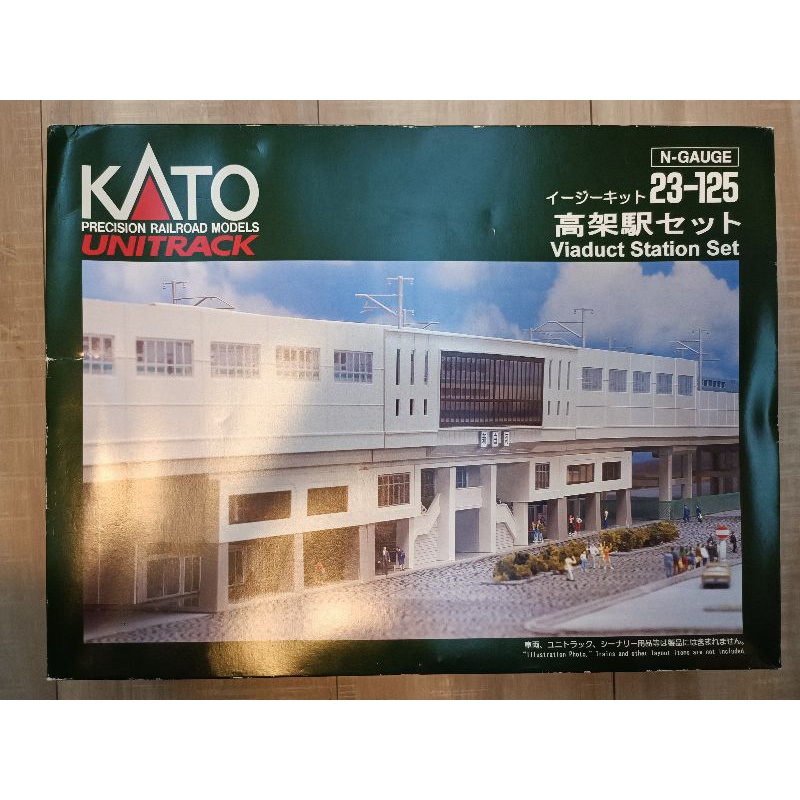 KATO
PRECISION RAILROAD MODELS
UNITRACK
N-GAUGE
イージーキット 23-125
高架駅セット
Viaduct Station Set
車両、ユニトラック、シーナリー用品等は製品には含まれません。
"Illustration Photo." Trains and other layout items are not included